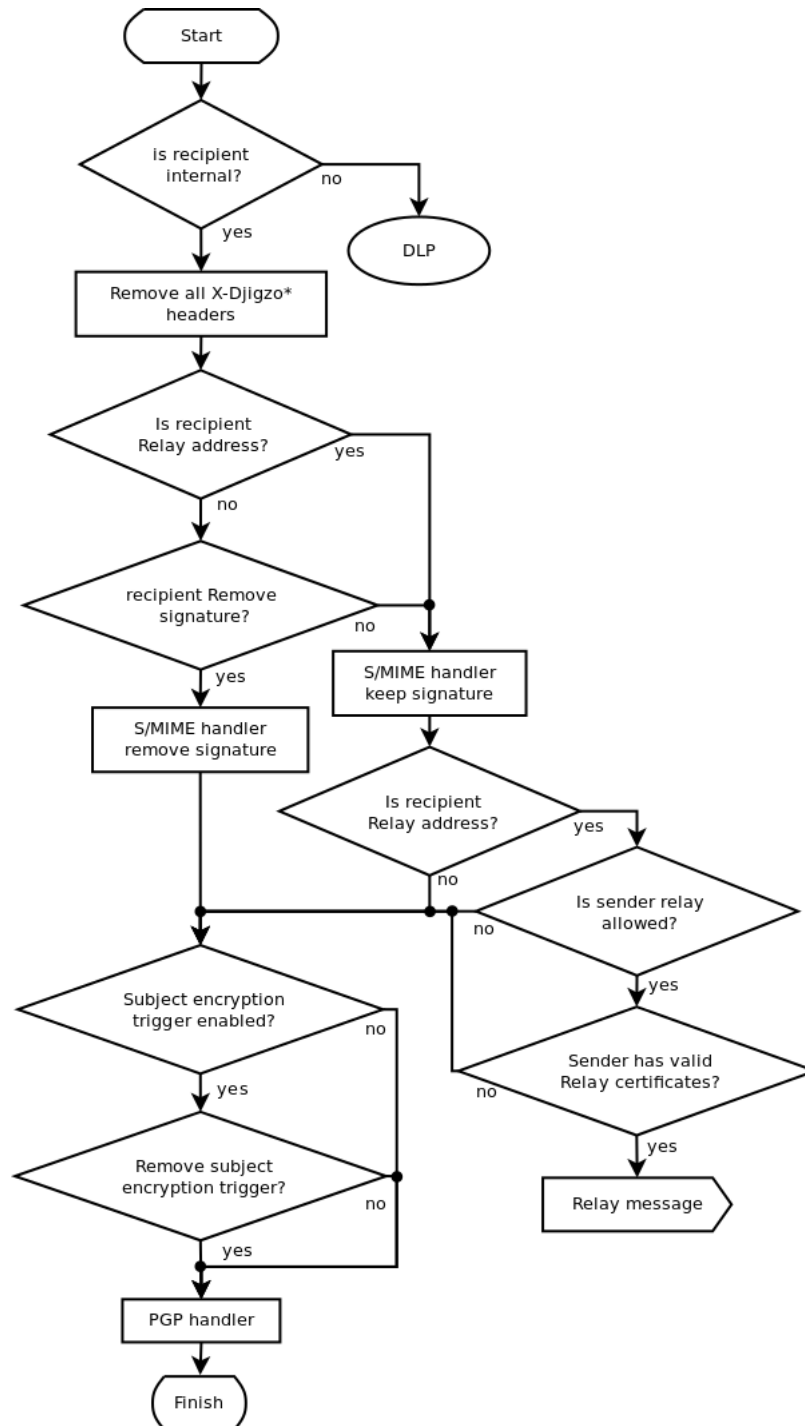 Start
is recipient
internal?
no
yes
DLP
Remove all X-Djigzo*
headers
Is recipient
Relay address?
yes
no
recipient Remove
signature?
no
yes
S/MIME handler
keep signature
S/MIME handler
remove signature
Is recipient
Relay address?
yes
no
Is sender relay
allowed?
no
yes
Subject encryption
trigger enabled?
no
yes
Sender has valid
Relay certificates?
no
yes
Remove subject
encryption trigger?
no
yes
Relay message
PGP handler
Finish